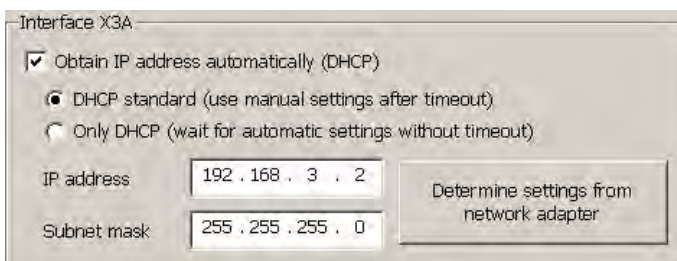 Interface X3A
Obtain IP address automatically (DHCP)
DHCP standard (use manual settings after timeout)
Only DHCP (wait for automatic settings without timeout)
IP address 192 . 168 . 3 . 2
Determine settings from
network adapter
Subnet mask 255 . 255 . 255 . 0